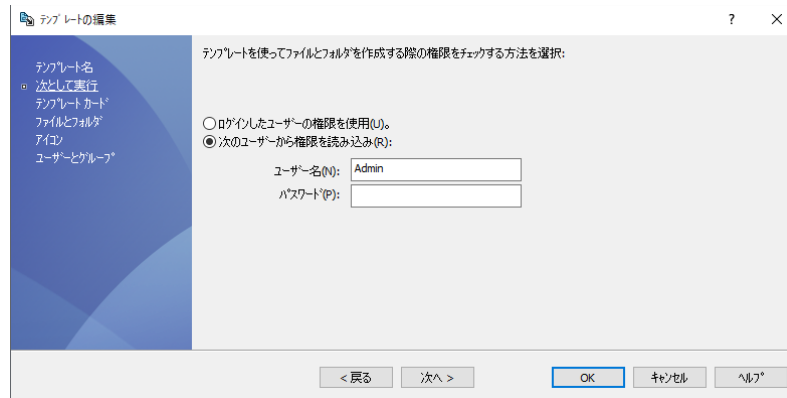 テンプレートの編集
?
×
テンプレート名
次として実行
テンプレート カード
ファイルとフォルダ
アイコン
ユーザーとグループ
テンプレートを使ってファイルとフォルダを作成する際の権限をチェックする方法を選択:
ログインしたユーザーの権限を使用(U)。
次のユーザーから権限を読み込み(R):
ユーザー名(N): Admin
パスワード(P):
< 戻る 次へ > OK キャンセル ヘルプ